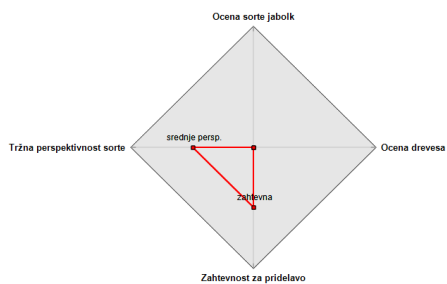 Ocena sorte jabolk
srednje persp.
Tržna perspektivnost sorte
Ocena drevesa
zahtevna
Zahtevnost za pridelavo